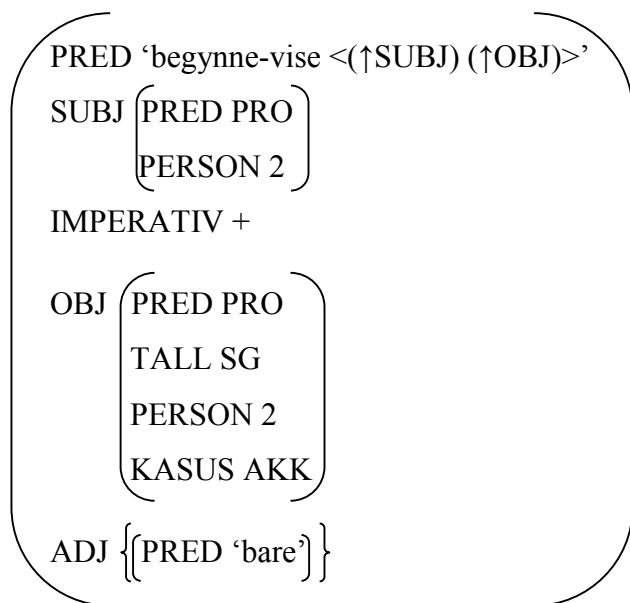 PRED ‘begynne-vise <(↑SUBJ) (↑OBJ)>’
SUBJ [PRED PRO
PERSON 2]
IMPERATIV +
OBJ [PRED PRO
TALL SG
PERSON 2
KASUS AKK]
ADJ {[PRED ‘bare’]}